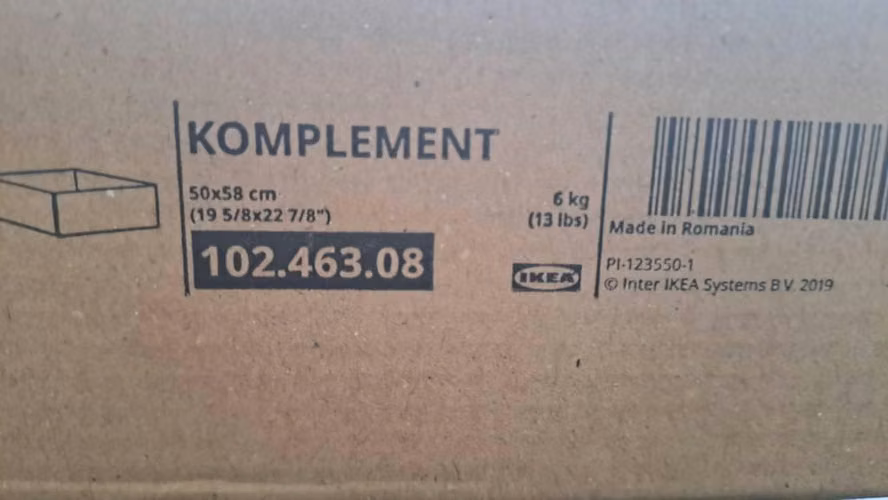 KOMPLEMENT
50x58 cm
(19 5/8x22 7/8")
6 kg
(13 lbs)
102.463.08
IKEA
Made in Romania
PI-123550-1
© Inter IKEA Systems B.V. 2019